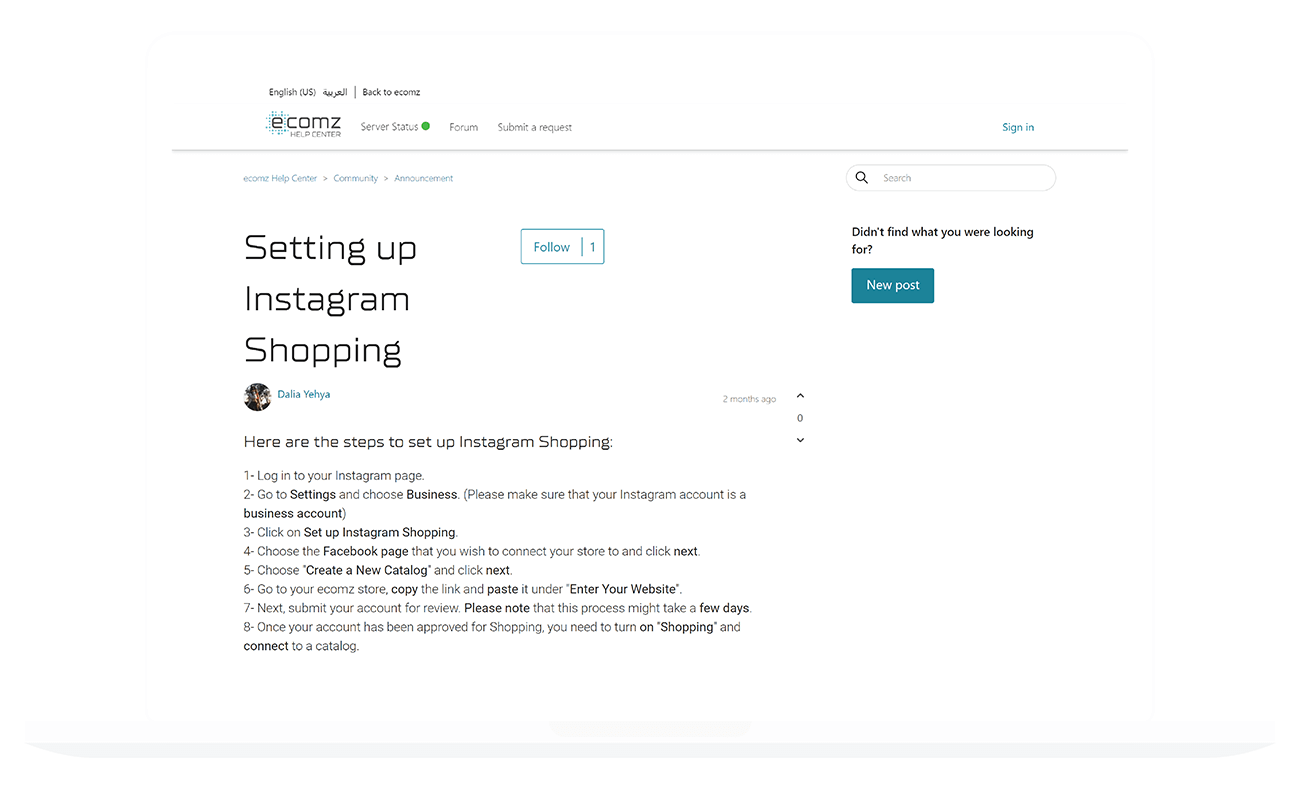 English (US) العربية | Back to ecomz
ecomz
HELP CENTER
Server Status Forum Submit a request Sign in
ecomz Help Center > Community > Announcement
Search
Setting up
Instagram
Shopping
Follow | 1
Didn't find what you were looking
for?
New post
Dalia Yehya
2 months ago
0
Here are the steps to set up Instagram Shopping:
1- Log in to your Instagram page.
2- Go to Settings and choose Business. (Please make sure that your Instagram account is a
business account)
3- Click on Set up Instagram Shopping.
4- Choose the Facebook page that you wish to connect your store to and click next.
5- Choose "Create a New Catalog" and click next.
6- Go to your ecomz store, copy the link and paste it under "Enter Your Website".
7- Next, submit your account for review. Please note that this process might take a few days.
8- Once your account has been approved for Shopping, you need to turn on "Shopping" and
connect to a catalog.